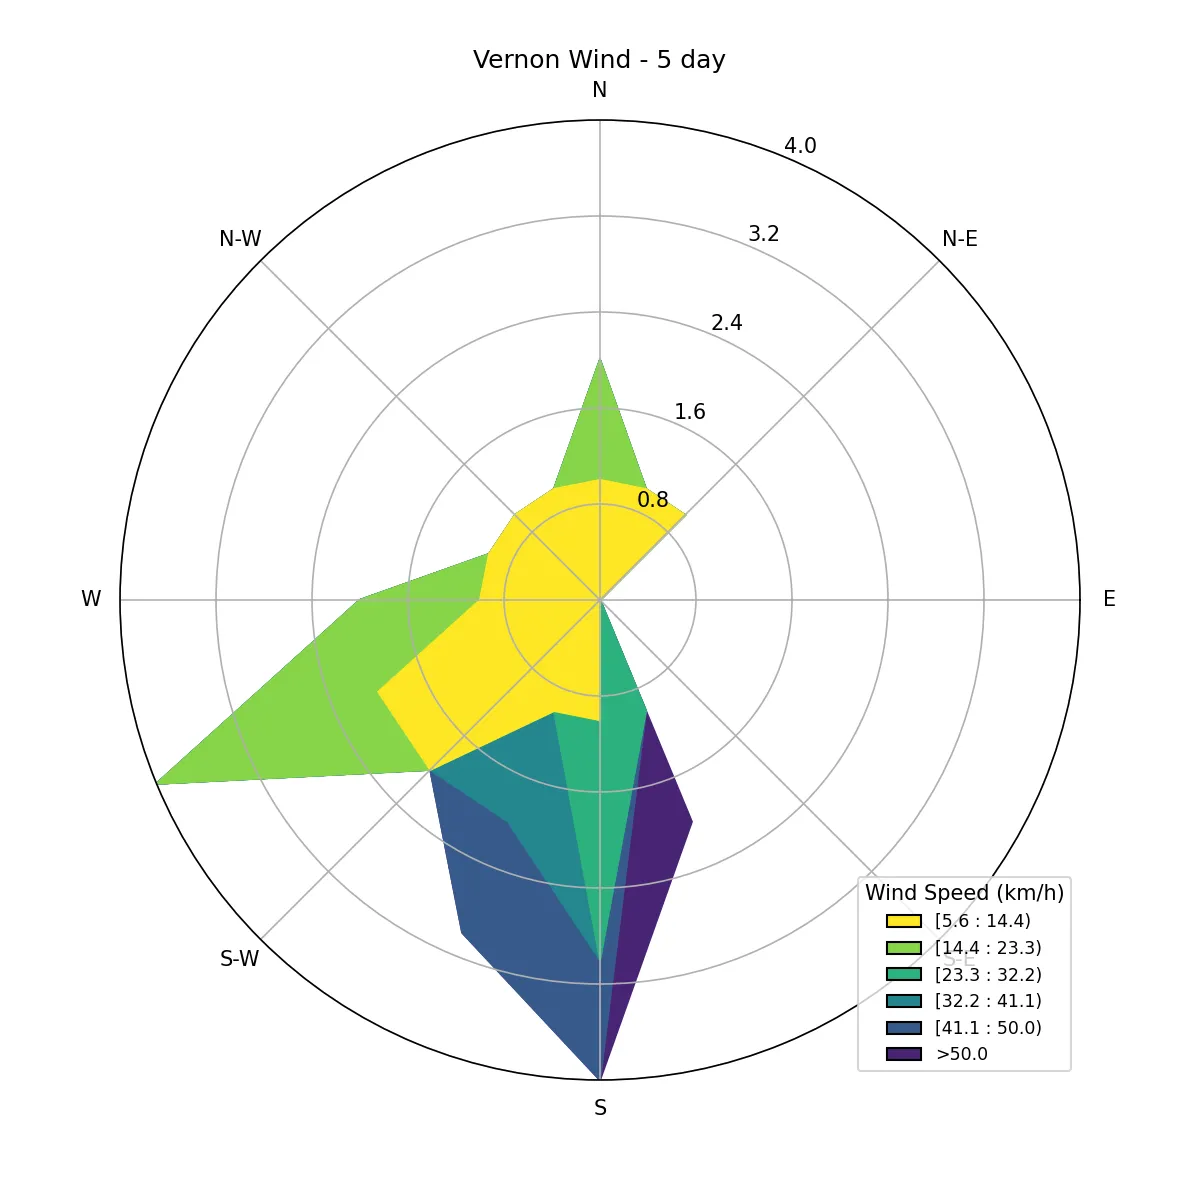 Vernon Wind - 5 day
N
4.0
N-W
3.2
N-E
2.4
1.6
0.8
W
E
S-W
S-E
S
Wind Speed (km/h)
[5.6 : 14.4)
[14.4 : 23.3)
[23.3 : 32.2)
[32.2 : 41.1)
[41.1 : 50.0)
>50.0